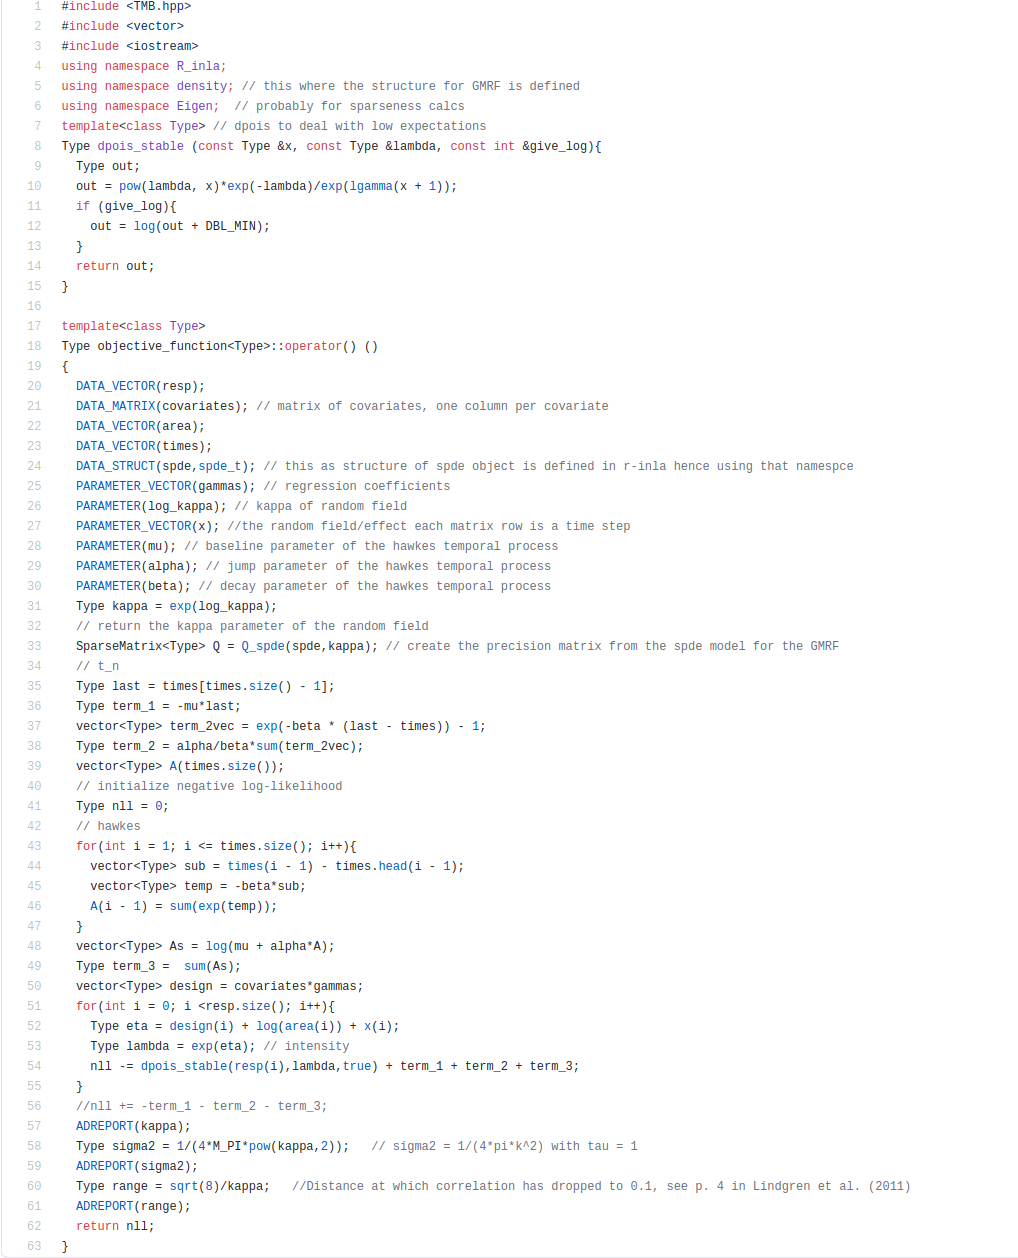 1 #include <TMB.hpp>
2 #include <vector>
3 #include <iostream>
4 using namespace R_inla;
5 using namespace density; // this where the structure for GMRF is defined
6 using namespace Eigen;  // probably for sparseness calcs
7 template<class Type> // dpois to deal with low expectations
8 Type dpois_stable (const Type &x, const Type &lambda, const int &give_log){
9   Type out;
10   out = pow(lambda, x)*exp(-lambda)/exp(lgamma(x + 1));
11   if (give_log){
12     out = log(out + DBL_MIN);
13   }
14   return out;
15 }
16
17 template<class Type>
18 Type objective_function<Type>::operator() ()
19 {
20   DATA_VECTOR(resp);
21   DATA_MATRIX(covariates); // matrix of covariates, one column per covariate
22   DATA_VECTOR(area);
23   DATA_VECTOR(times);
24   DATA_STRUCT(spde,spde_t); // this as structure of spde object is defined in r-inla hence using that namespce
25   PARAMETER_VECTOR(gammas); // regression coefficients
26   PARAMETER(log_kappa); // kappa of random field
27   PARAMETER_VECTOR(x); //the random field/effect each matrix row is a time step
28   PARAMETER(mu); // baseline parameter of the hawkes temporal process
29   PARAMETER(alpha); // jump parameter of the hawkes temporal process
30   PARAMETER(beta); // decay parameter of the hawkes temporal process
31   Type kappa = exp(log_kappa);
32   // return the kappa parameter of the random field
33   SparseMatrix<Type> Q = Q_spde(spde,kappa); // create the precision matrix from the spde model for the GMRF
34   // t_n
35   Type last = times[times.size() - 1];
36   Type term_1 = -mu*last;
37   vector<Type> term_2vec = exp(-beta * (last - times)) - 1;
38   Type term_2 = alpha/beta*sum(term_2vec);
39   vector<Type> A(times.size());
40   // initialize negative log-likelihood
41   Type nll = 0;
42   // hawkes
43   for(int i = 1; i <= times.size(); i++){
44     vector<Type> sub = times(i - 1) - times.head(i - 1);
45     vector<Type> temp = -beta*sub;
46     A(i - 1) = sum(exp(temp));
47   }
48   vector<Type> As = log(mu + alpha*A);
49   Type term_3 =  sum(As);
50   vector<Type> design = covariates*gammas;
51   for(int i = 0; i <resp.size(); i++){
52     Type eta = design(i) + log(area(i)) + x(i);
53     Type lambda = exp(eta); // intensity
54     nll -= dpois_stable(resp(i),lambda,true) + term_1 + term_2 + term_3;
55   }
56   //nll += -term_1 - term_2 - term_3;
57   ADREPORT(kappa);
58   Type sigma2 = 1/(4*M_PI*pow(kappa,2));   // sigma2 = 1/(4*pi*k^2) with tau = 1
59   ADREPORT(sigma2);
60   Type range = sqrt(8)/kappa;   //Distance at which correlation has dropped to 0.1, see p. 4 in Lindgren et al. (2011)
61   ADREPORT(range);
62   return nll;
63 }